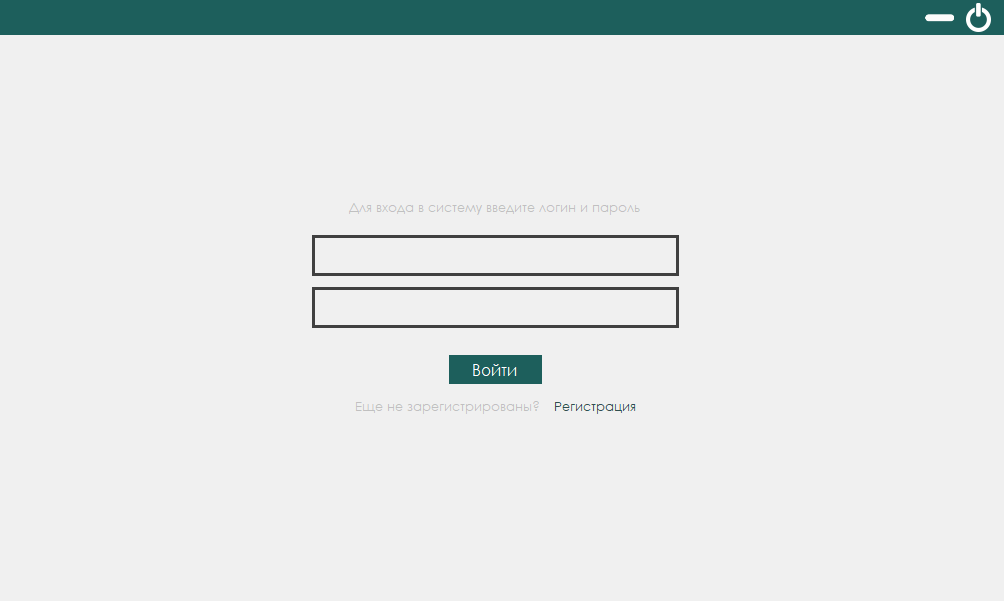 Для входа в систему введите логин и пароль
Войти
Еще не зарегистрированы? Регистрация